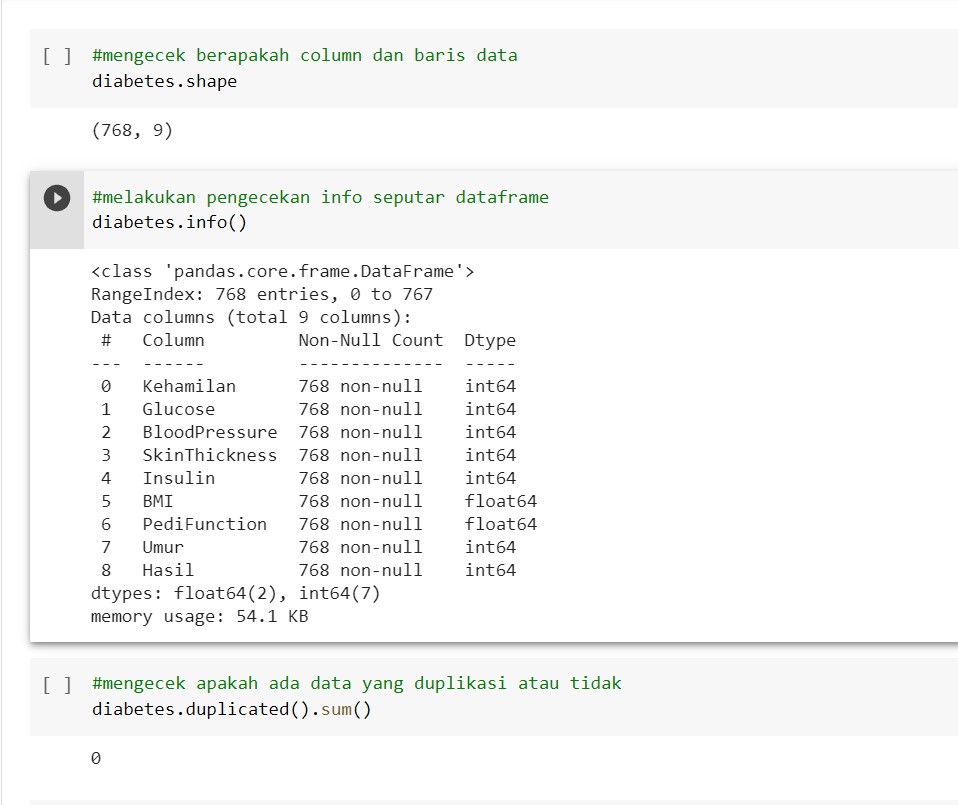 [ ] #mengecek berapakah column dan baris data
diabetes.shape
(768, 9)
#melakukan pengecekan info seputar dataframe
diabetes.info()
<class 'pandas.core.frame.DataFrame'>
RangeIndex: 768 entries, 0 to 767
Data columns (total 9 columns):
 #   Column         Non-Null Count  Dtype
---  ------         --------------  -----
 0   Kehamilan      768 non-null    int64
 1   Glucose        768 non-null    int64
 2   BloodPressure  768 non-null    int64
 3   SkinThickness  768 non-null    int64
 4   Insulin        768 non-null    int64
 5   BMI            768 non-null    float64
 6   PediFunction   768 non-null    float64
 7   Umur           768 non-null    int64
 8   Hasil          768 non-null    int64
dtypes: float64(2), int64(7)
memory usage: 54.1 KB
[ ] #mengecek apakah ada data yang duplikasi atau tidak
diabetes.duplicated().sum()
0